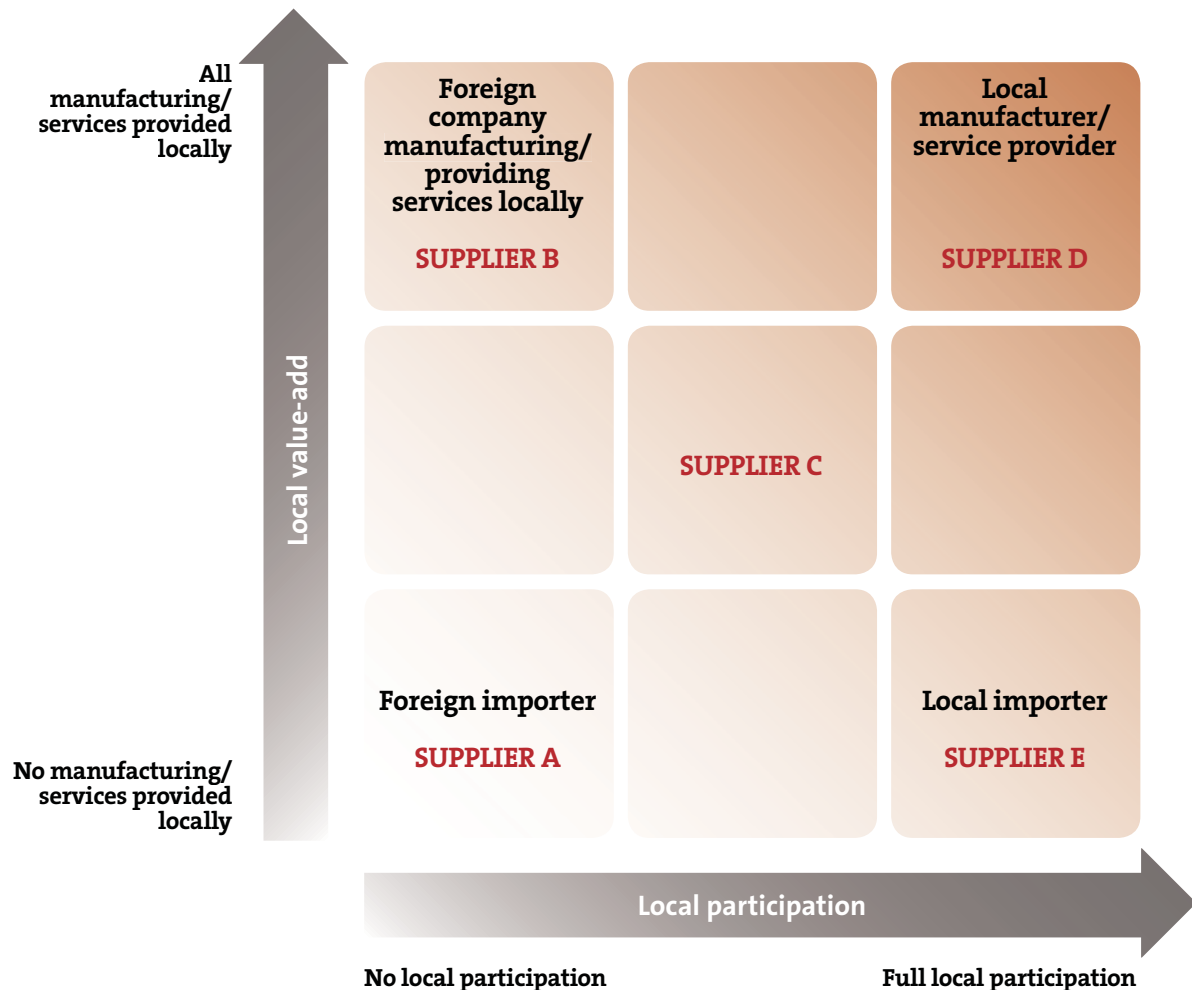 All
manufacturing/
services provided
locally
Foreign
company
manufacturing/
providing
services locally
SUPPLIER B
Local
manufacturer/
service provider
SUPPLIER D
Local value-add
SUPPLIER C
Foreign importer
SUPPLIER A
Local importer
SUPPLIER E
No manufacturing/
services provided
locally
Local participation
No local participation
Full local participation